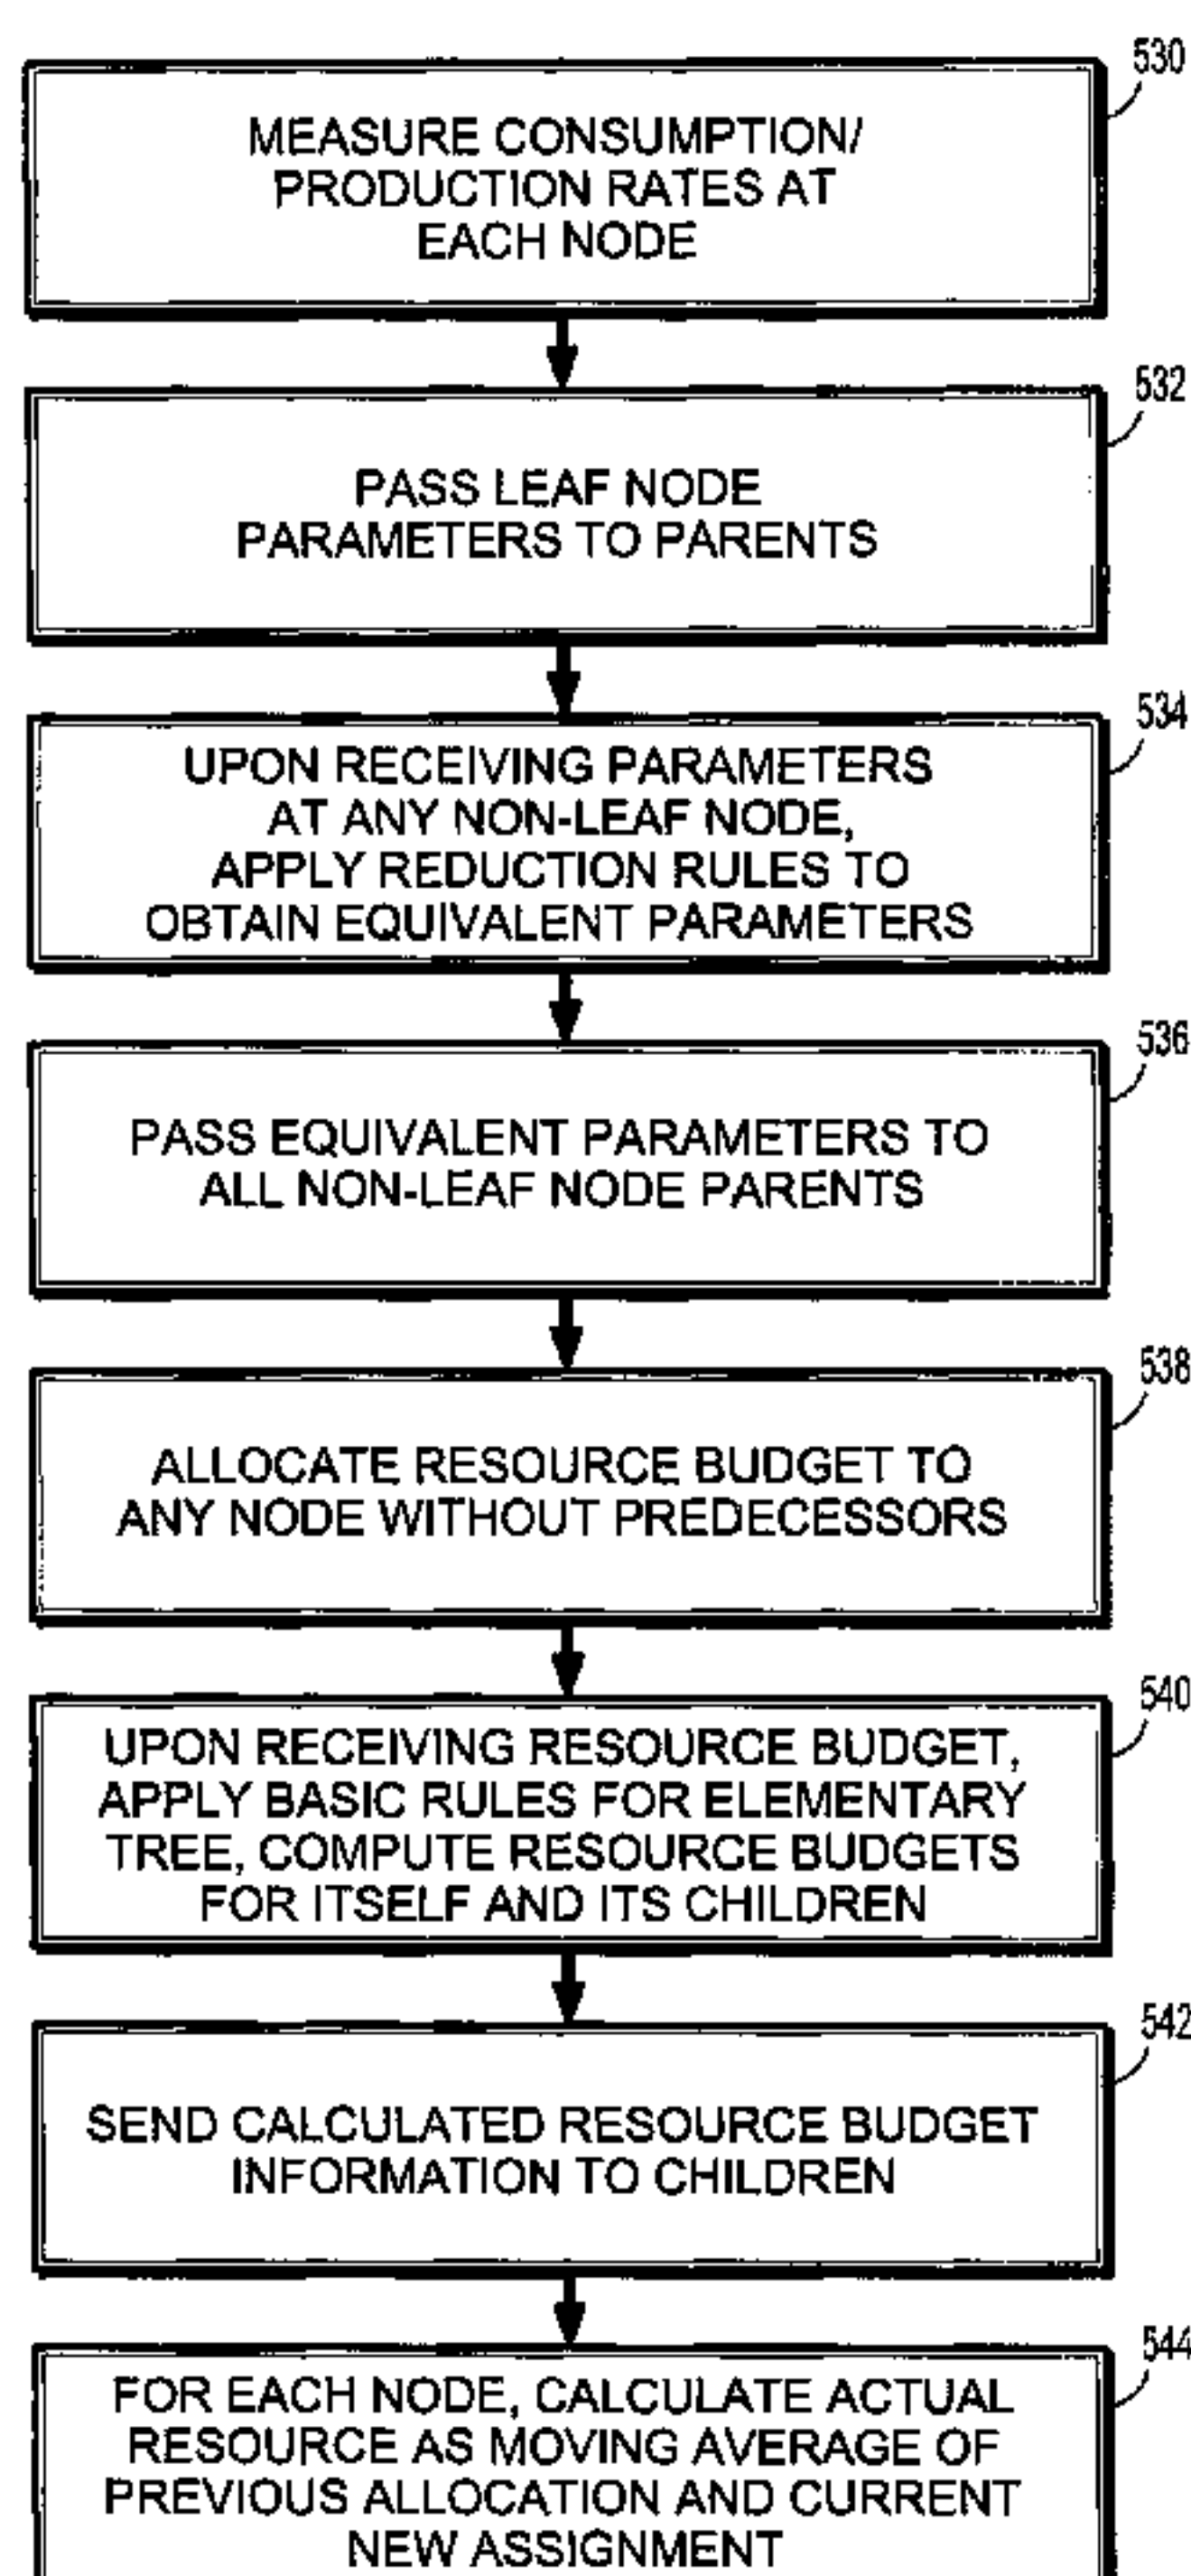 530
MEASURE CONSUMPTION/
PRODUCTION RATES AT
EACH NODE
532
PASS LEAF NODE
PARAMETERS TO PARENTS
534
UPON RECEIVING PARAMETERS
AT ANY NON-LEAF NODE,
APPLY REDUCTION RULES TO
OBTAIN EQUIVALENT PARAMETERS
536
PASS EQUIVALENT PARAMETERS TO
ALL NON-LEAF NODE PARENTS
538
ALLOCATE RESOURCE BUDGET TO
ANY NODE WITHOUT PREDECESSORS
540
UPON RECEIVING RESOURCE BUDGET,
APPLY BASIC RULES FOR ELEMENTARY
TREE, COMPUTE RESOURCE BUDGETS
FOR ITSELF AND ITS CHILDREN
542
SEND CALCULATED RESOURCE BUDGET
INFORMATION TO CHILDREN
544
FOR EACH NODE, CALCULATE ACTUAL
RESOURCE AS MOVING AVERAGE OF
PREVIOUS ALLOCATION AND CURRENT
NEW ASSIGNMENT